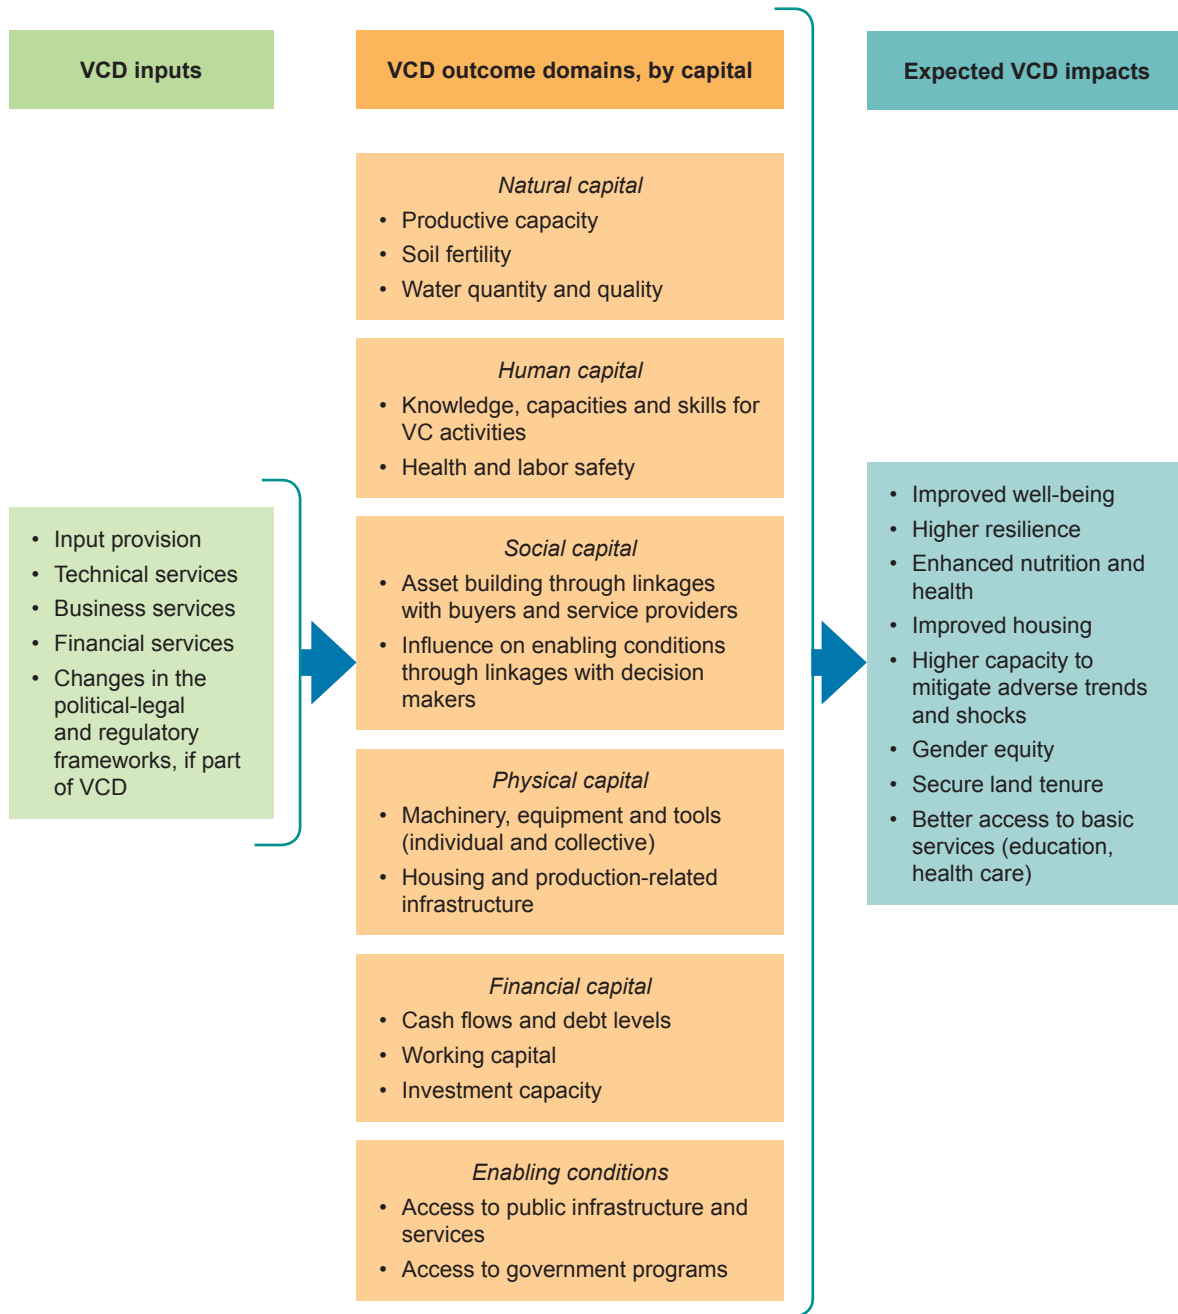 VCD inputs
VCD outcome domains, by capital
Expected VCD impacts
• Input provision
• Technical services
• Business services
• Financial services
• Changes in the
political-legal
and regulatory
frameworks, if part
of VCD
Natural capital
• Productive capacity
• Soil fertility
• Water quantity and quality
Human capital
• Knowledge, capacities and skills for
VC activities
• Health and labor safety
Social capital
• Asset building through linkages
with buyers and service providers
• Influence on enabling conditions
through linkages with decision
makers
Physical capital
• Machinery, equipment and tools
(individual and collective)
• Housing and production-related
infrastructure
Financial capital
• Cash flows and debt levels
• Working capital
• Investment capacity
Enabling conditions
• Access to public infrastructure and
services
• Access to government programs
• Improved well-being
• Higher resilience
• Enhanced nutrition and
health
• Improved housing
• Higher capacity to
mitigate adverse trends
and shocks
• Gender equity
• Secure land tenure
• Better access to basic
services (education,
health care)